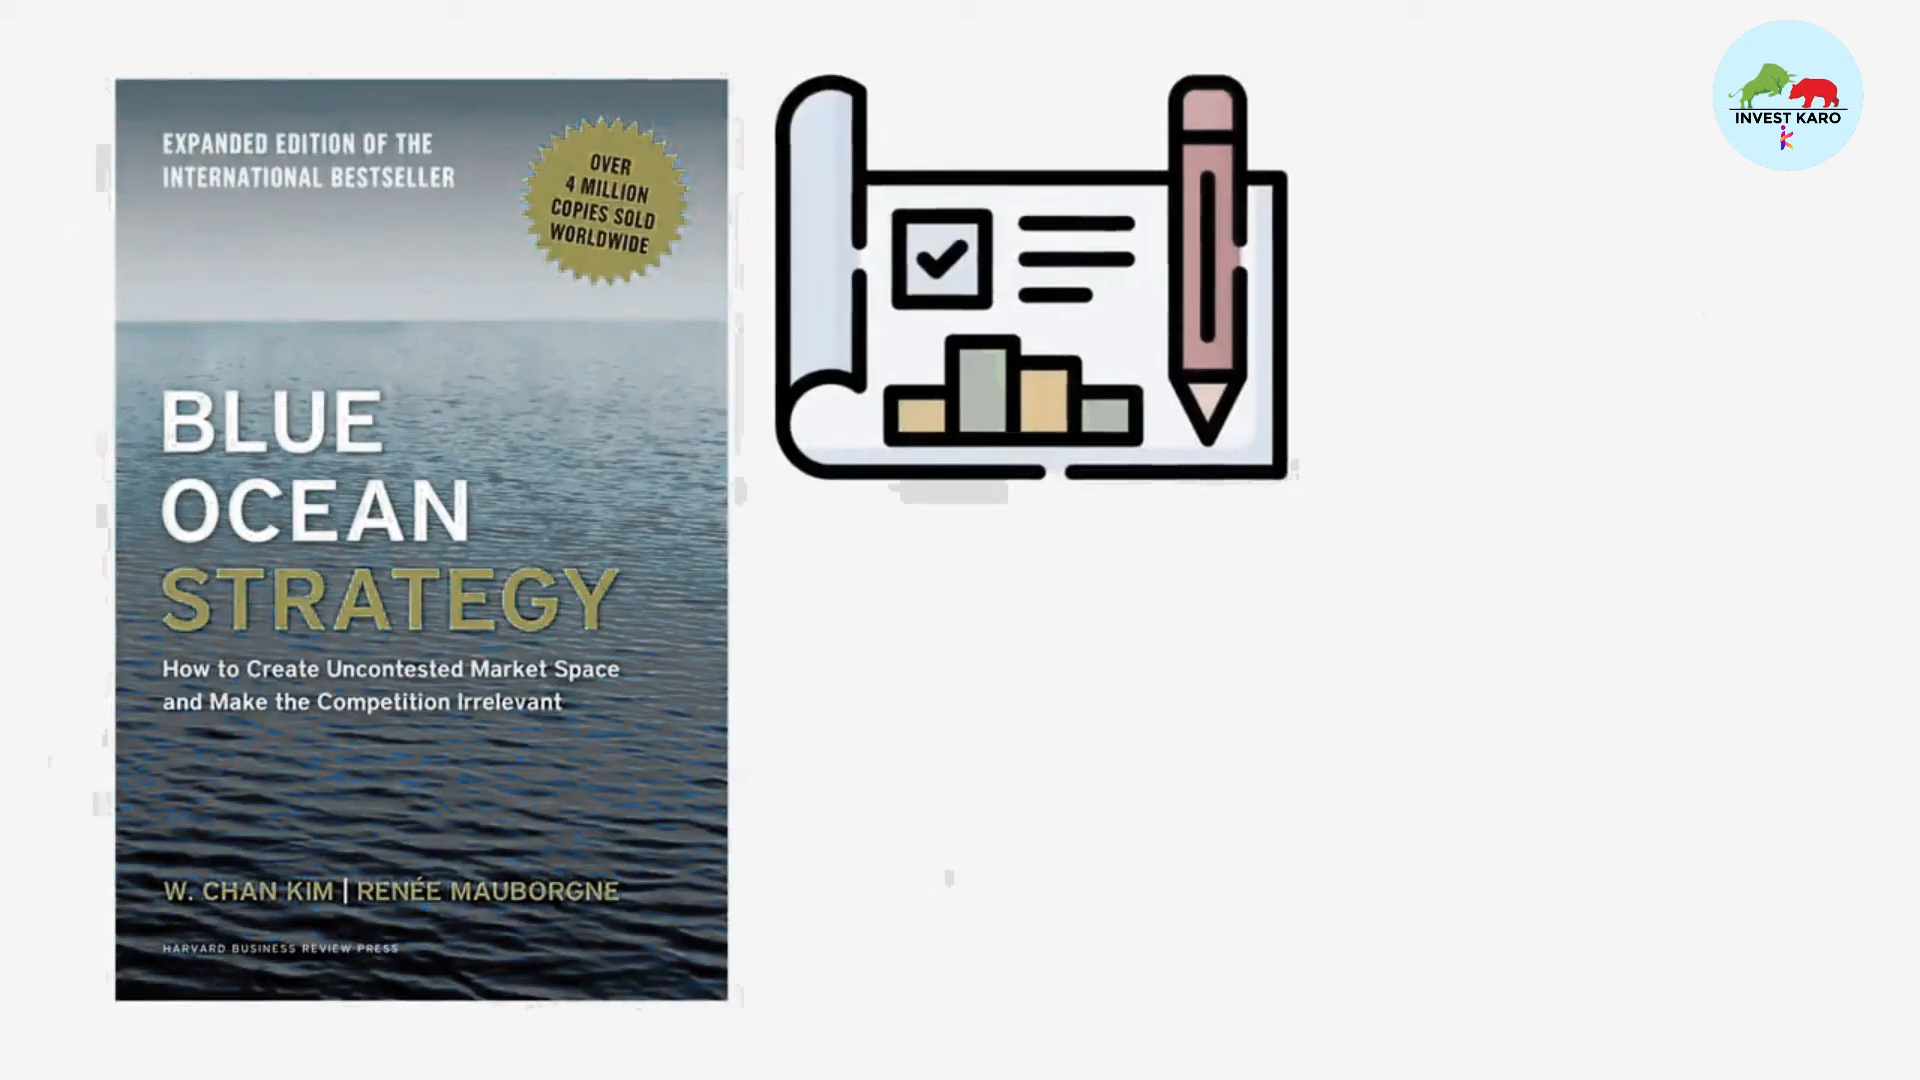 EXPANDED EDITION OF THE
INTERNATIONAL BESTSELLER
OVER
4 MILLION
COPIES SOLD
WORLDWIDE
BLUE
OCEAN
STRATEGY
How to Create Uncontested Market Space
and Make the Competition Irrelevant
W. CHAN KIM | RENÉE MAUBORGNE
HARVARD BUSINESS REVIEW PRESS
INVEST KARO
ik